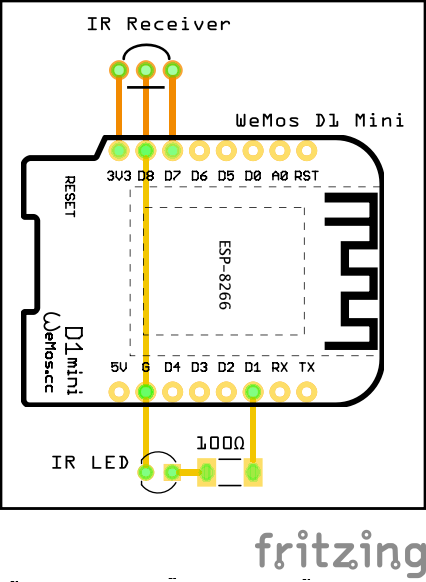 IR Receiver
WeMos D1 Mini
3V3 D8 D7 D6 D5 D0 A0 RST
RESET
ESP-8266
D1 mini
WeMos.cc
5V G D4 D3 D2 D1 RX TX
100Ω
IR LED
fritzing